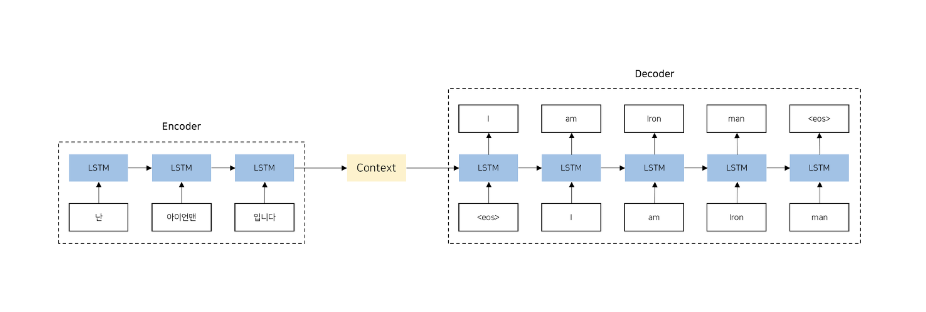 Decoder
I
am
Iron
man
<eos>
Encoder
LSTM
LSTM
LSTM
Context
LSTM
LSTM
LSTM
LSTM
LSTM
난
아이언맨
입니다
<eos>
I
am
Iron
man